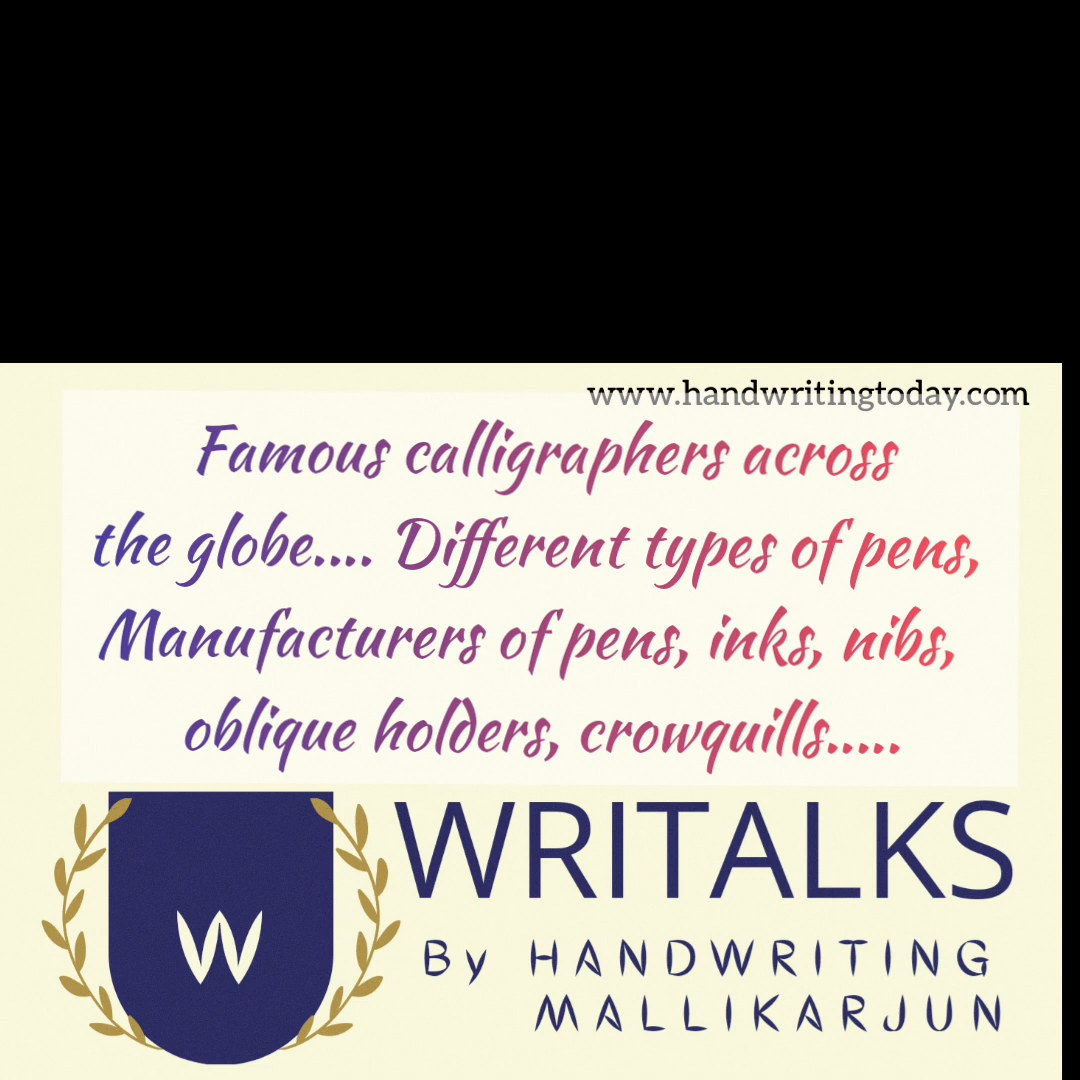 www.handwritingtoday.com
Famous calligraphers across
the globe.... Different types of pens,
Manufacturers of pens, inks, nibs,
oblique holders, crowquills.....
W
WRITALKS
By HANDWRITING
MALLIKARJUN